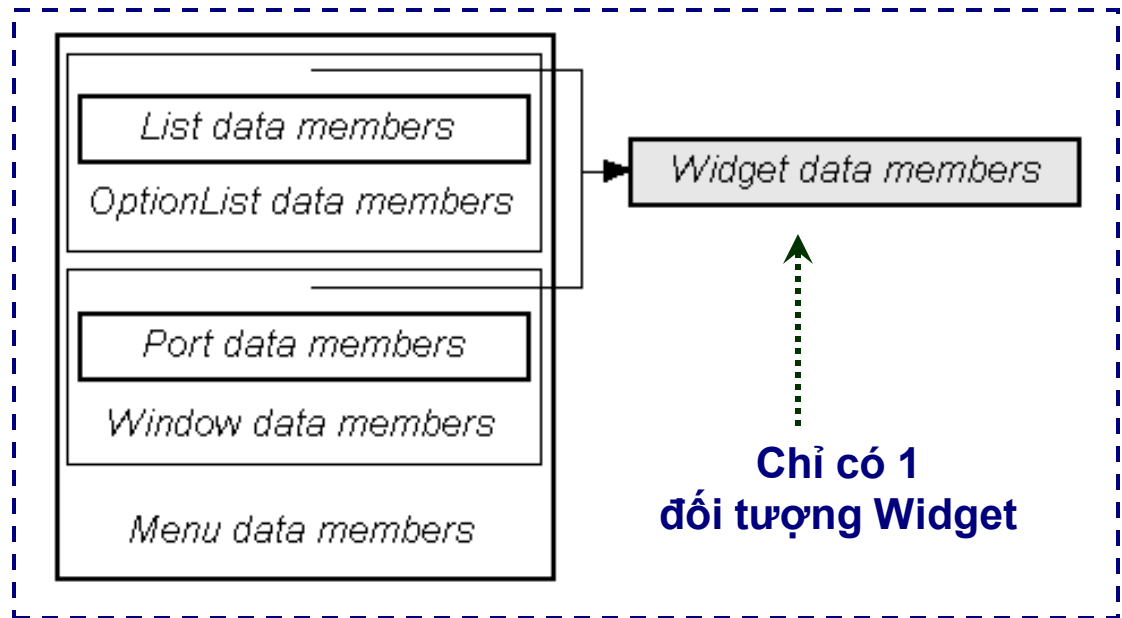 List data members
OptionList data members
Widget data members
Port data members
Window data members
Menu data members
Chỉ có 1
đối tượng Widget